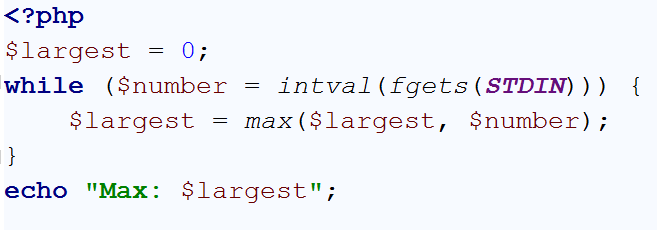 <?php
$largest = 0;
while ($number = intval(fgets(STDIN))) {
    $largest = max($largest, $number);
}
echo "Max: $largest";